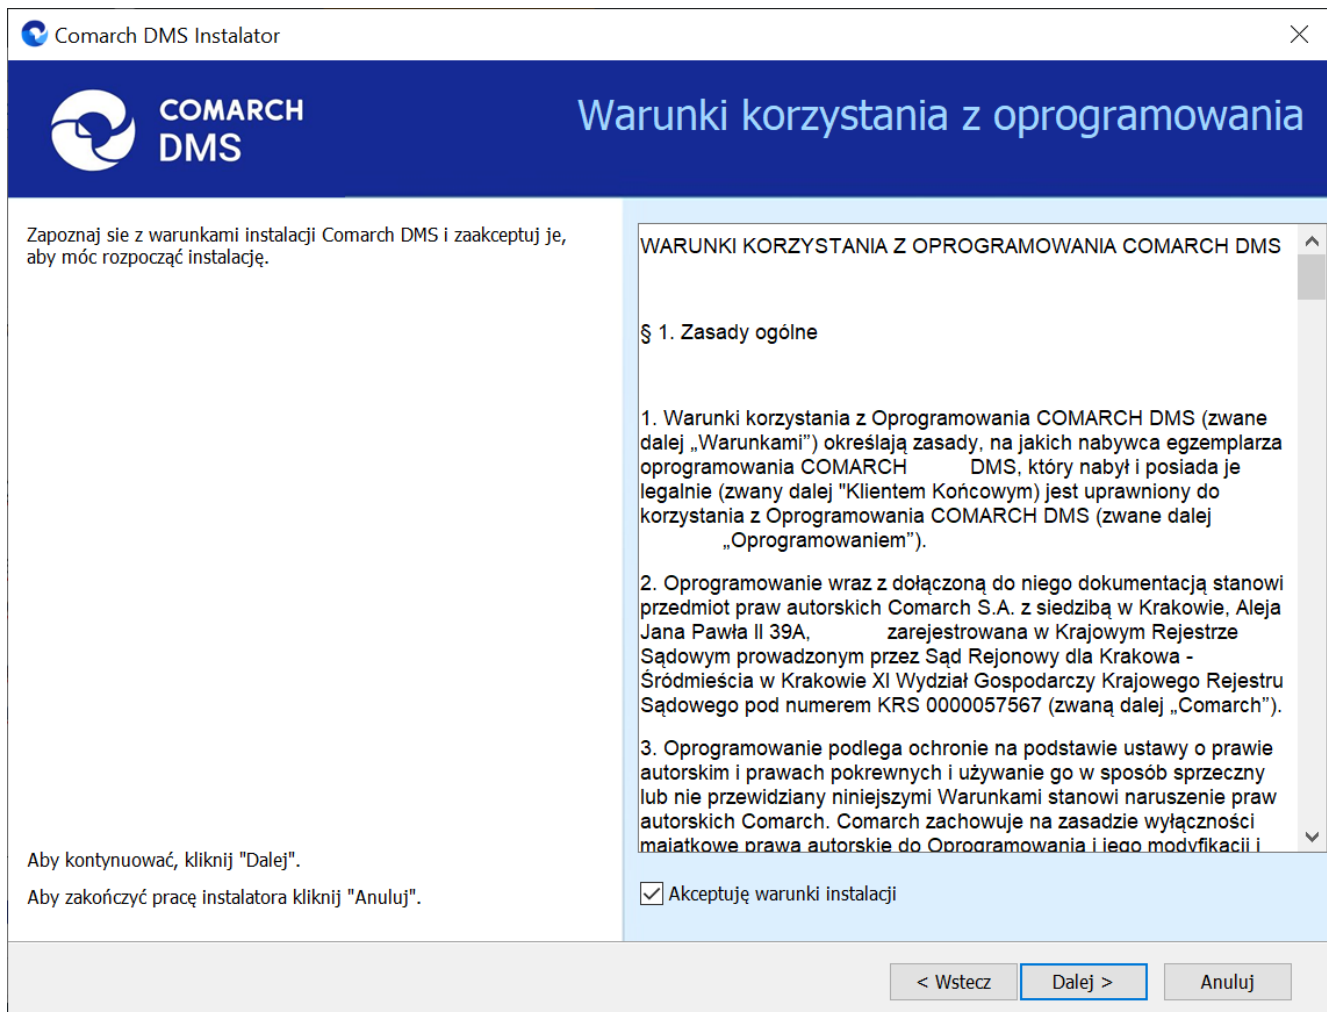 Comarch DMS Instalator
COMARCH
DMS
Warunki korzystania z oprogramowania
Zapoznaj sie z warunkami instalacji Comarch DMS i zaakceptuj je,
aby móc rozpocząć instalację.
WARUNKI KORZYSTANIA Z OPROGRAMOWANIA COMARCH DMS
§ 1. Zasady ogólne
1. Warunki korzystania z Oprogramowania COMARCH DMS (zwane
dalej „Warunkami”) określają zasady, na jakich nabywca egzemplarza
oprogramowania COMARCH DMS, który nabył i posiada je
legalnie (zwany dalej "Klientem Końcowym) jest uprawniony do
korzystania z Oprogramowania COMARCH DMS (zwane dalej
„Oprogramowaniem”).
2. Oprogramowanie wraz z dołączoną do niego dokumentacją stanowi
przedmiot praw autorskich Comarch S.A. z siedzibą w Krakowie, Aleja
Jana Pawła II 39A, zarejestrowana w Krajowym Rejestrze
Sądowym prowadzonym przez Sąd Rejonowy dla Krakowa -
Śródmieścia w Krakowie XI Wydział Gospodarczy Krajowego Rejestru
Sądowego pod numerem KRS 0000057567 (zwaną dalej „Comarch”).
3. Oprogramowanie podlega ochronie na podstawie ustawy o prawie
autorskim i prawach pokrewnych i używanie go w sposób sprzeczny
lub nie przewidziany niniejszymi Warunkami stanowi naruszenie praw
autorskich Comarch. Comarch zachowuje na zasadzie wyłączności
majątkowe prawa autorskie do Oprogramowania i jego modyfikacji i
Akceptuję warunki instalacji
Aby kontynuować, kliknij "Dalej".
Aby zakończyć pracę instalatora kliknij "Anuluj".
< Wstecz
Dalej >
Anuluj